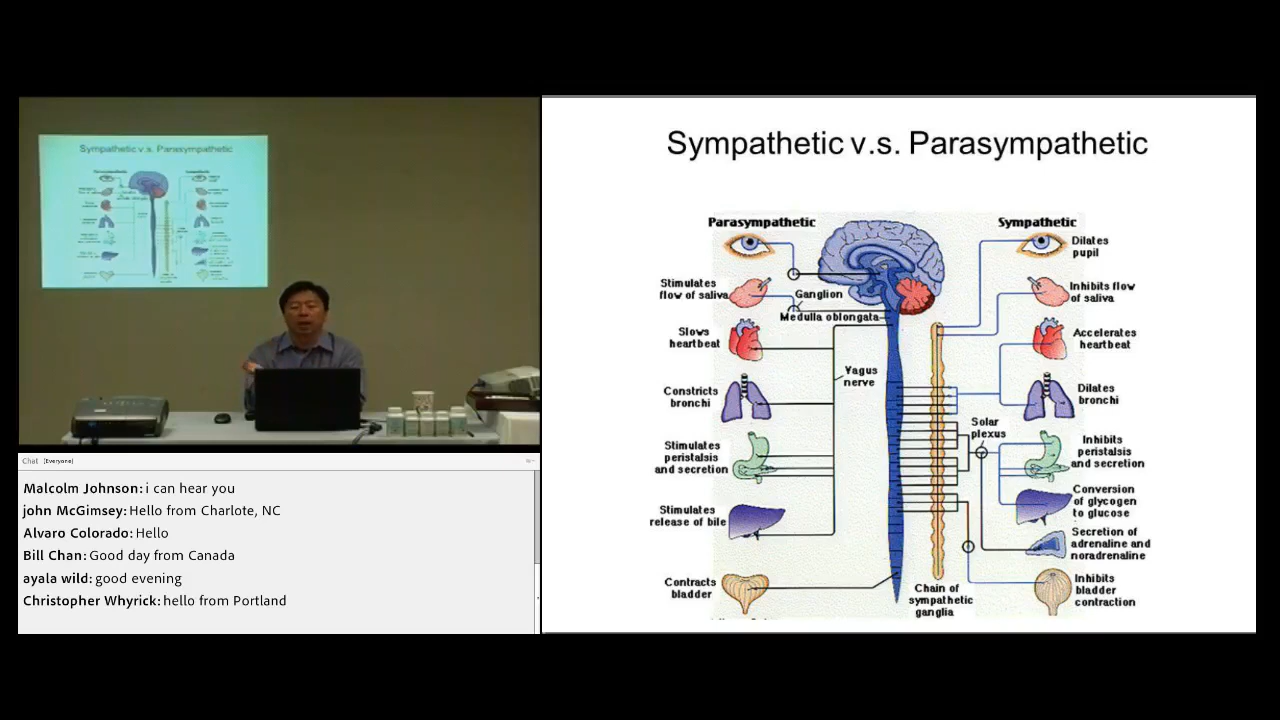 Sympathetic v.s. Parasympathetic
Parasympathetic
Sympathetic
Dilates
pupil
Stimulates
flow of saliva
Ganglion
Medulla oblongata
Inhibits flow
of saliva
Slows
heartbeat
Accelerates
heartbeat
Vagus
nerve
Constricts
bronchi
Dilates
bronchi
Solar
plexus
Stimulates
peristalsis
and secretion
Inhibits
peristalsis
and secretion
Stimulates
release of bile
Conversion
of glycogen
to glucose
Secretion of
adrenaline and
noradrenaline
Contracts
bladder
Chain of
sympathetic
ganglia
Inhibits
bladder
contraction
Sympathetic v.s. Parasympathetic
Chat (Everyone)
Malcolm Johnson: i can hear you
john McGimsey: Hello from Charlote, NC
Alvaro Colorado: Hello
Bill Chan: Good day from Canada
ayala wild: good evening
Christopher Whyrick: hello from Portland